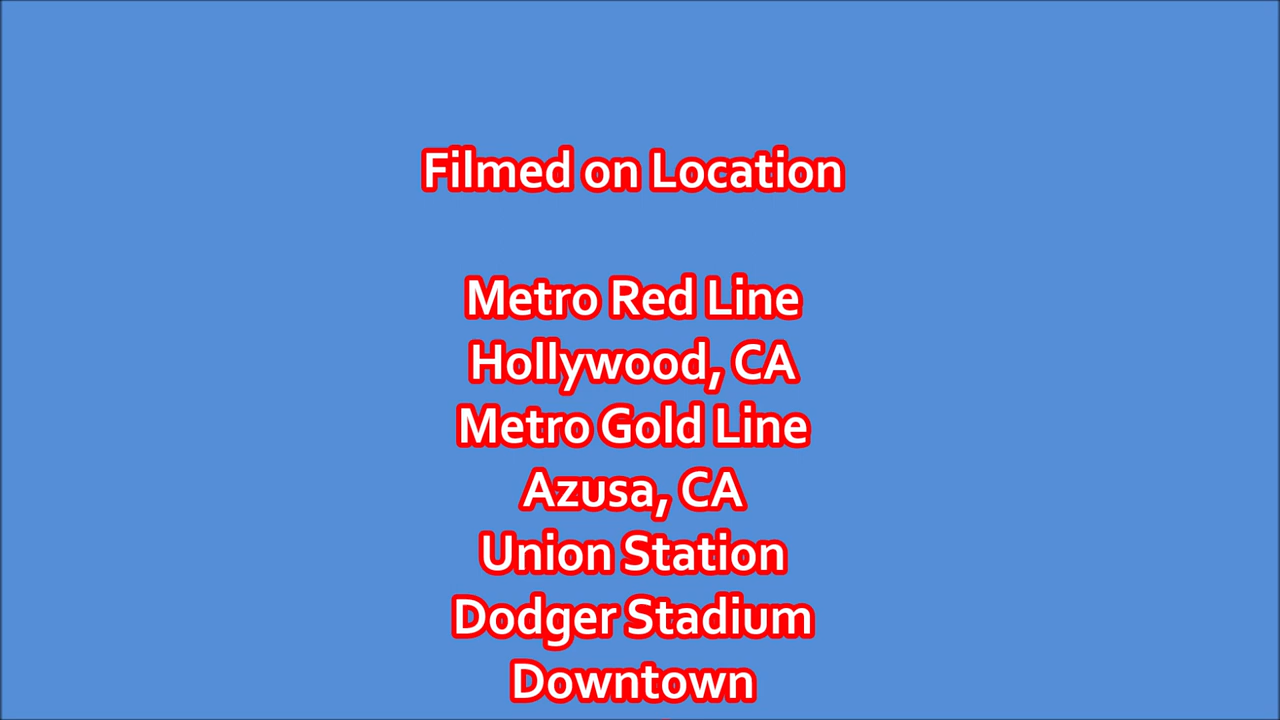 Filmed on Location
Metro Red Line
Hollywood, CA
Metro Gold Line
Azusa, CA
Union Station
Dodger Stadium
Downtown